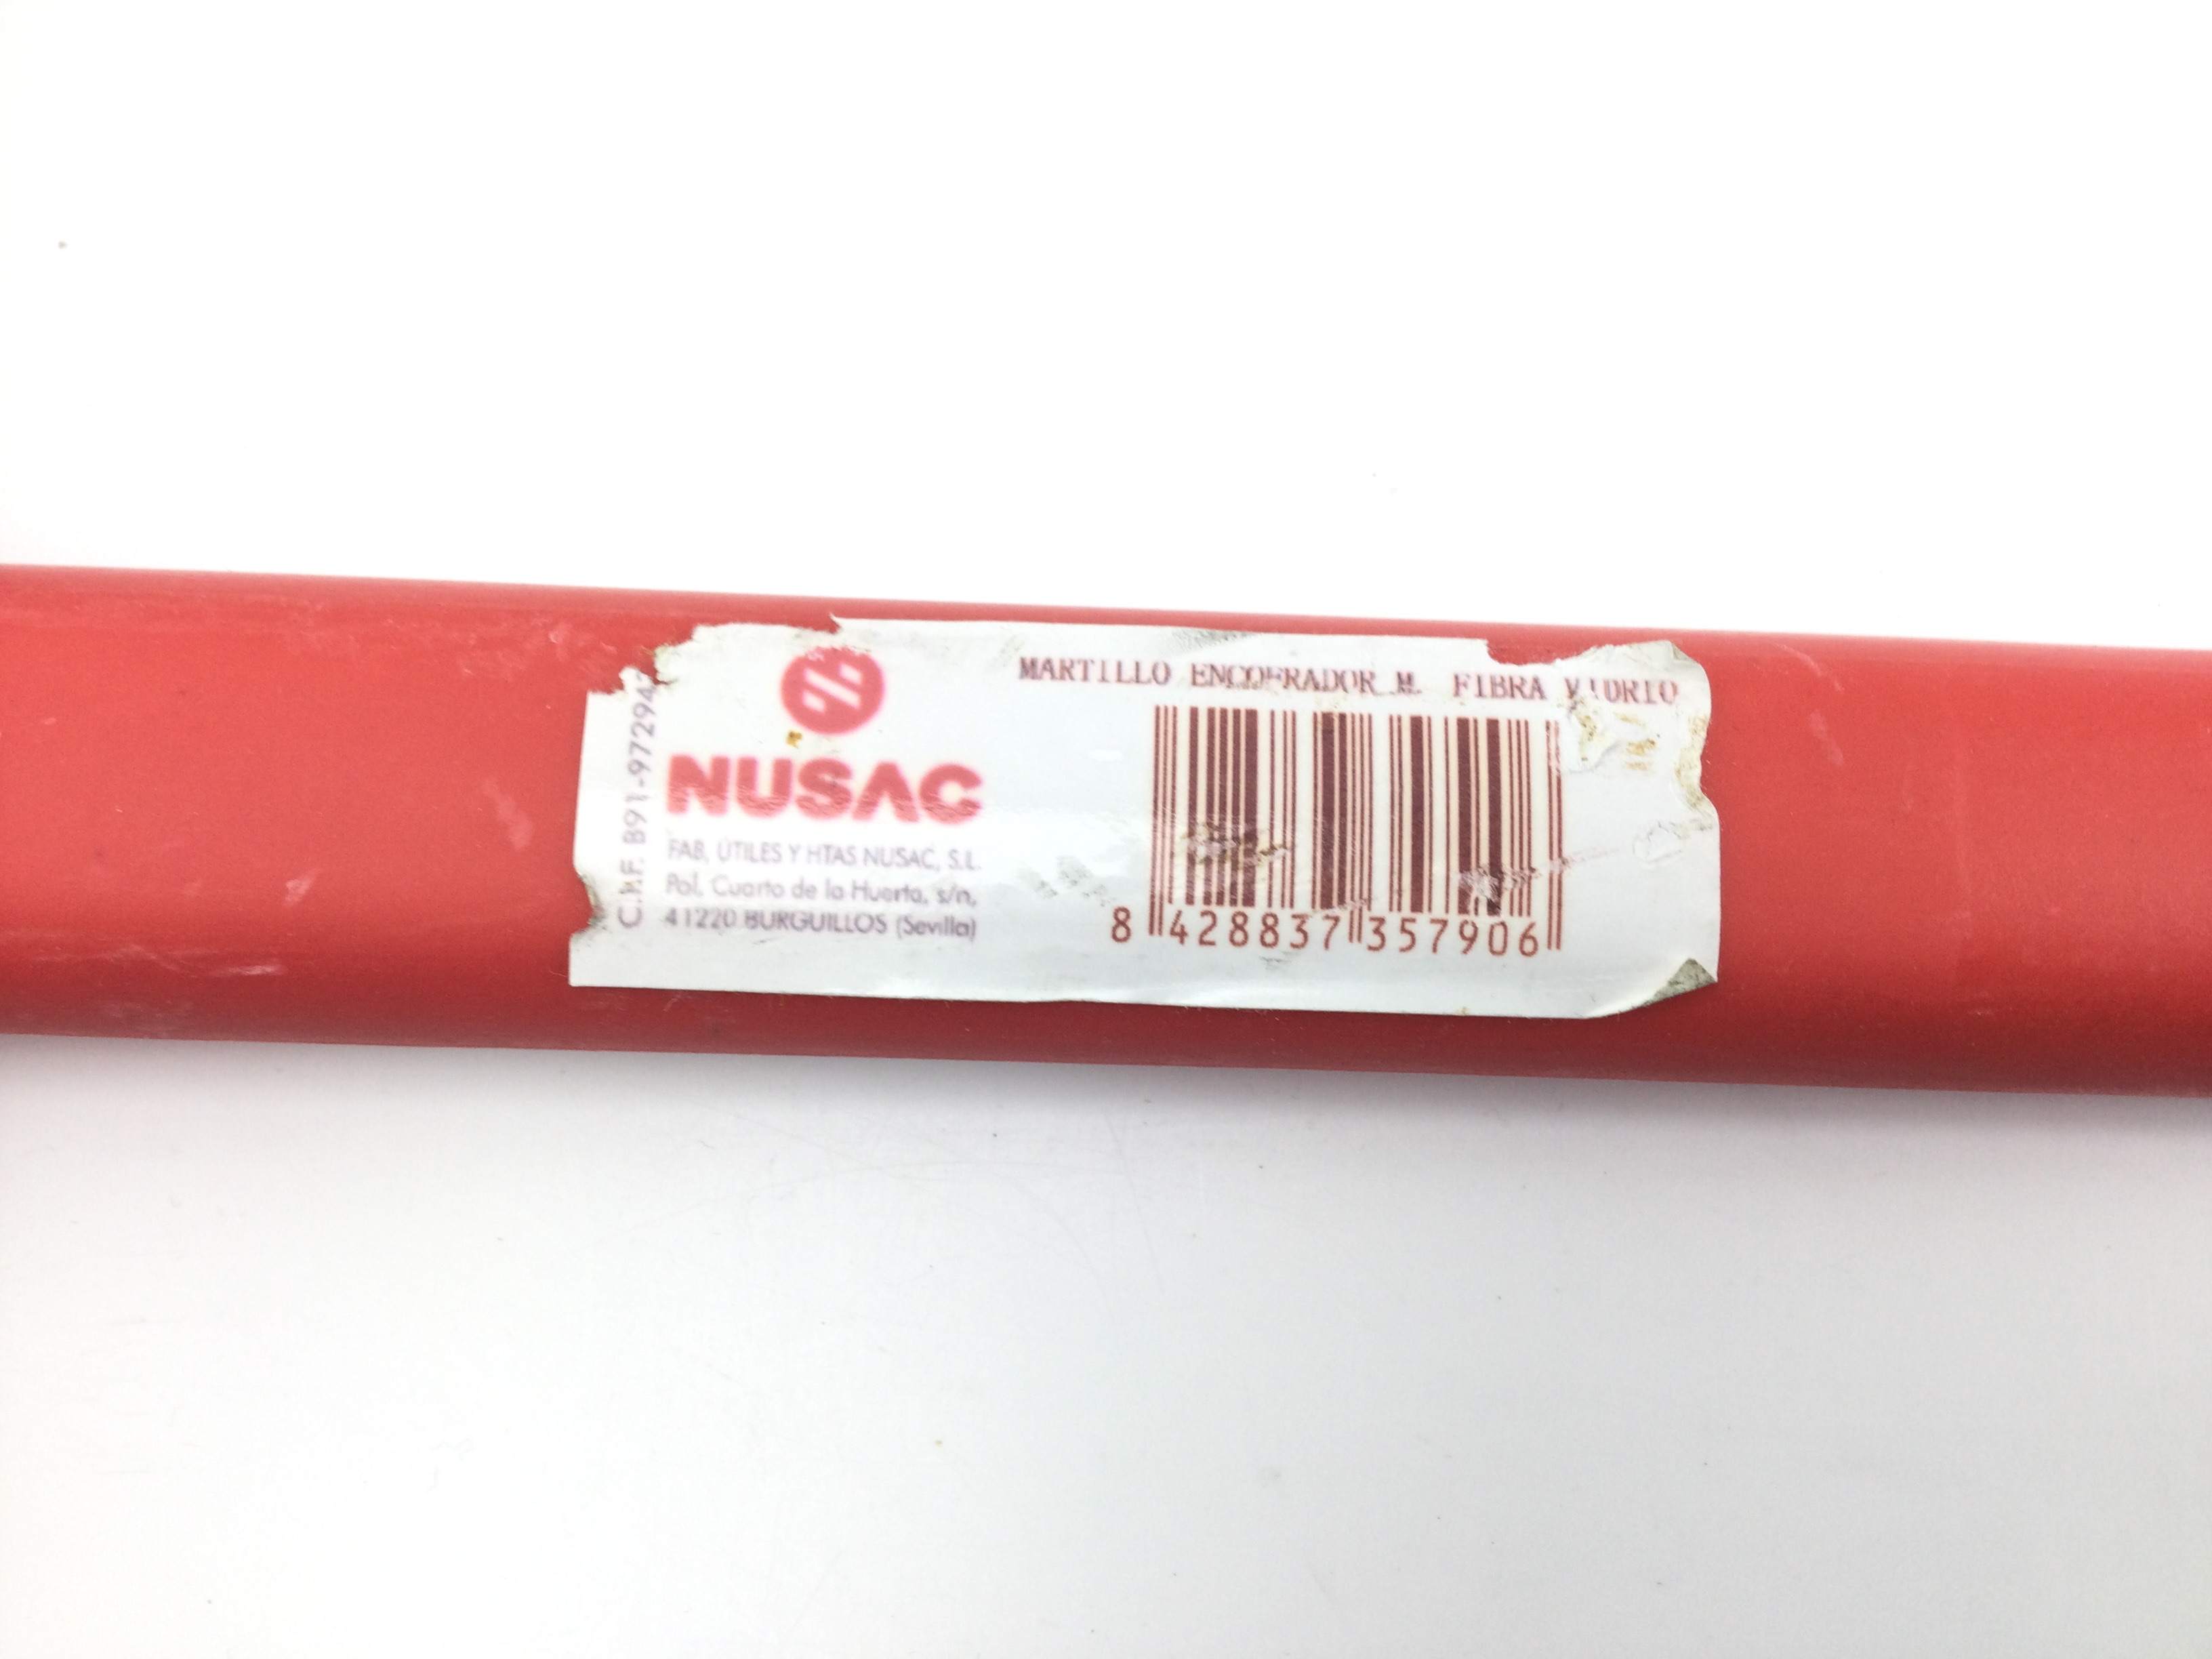 NUSAC
FAB, ÚTILES Y HTAS NUSAC, S.L.
Pol. Cuarto de la Huerta, s/n,
41220 BURGUILLOS (Sevilla)
C.I.F. B91-97294
MARTILLO ENCOFRADOR M. FIBRA VIDRIO
8 428837 357906